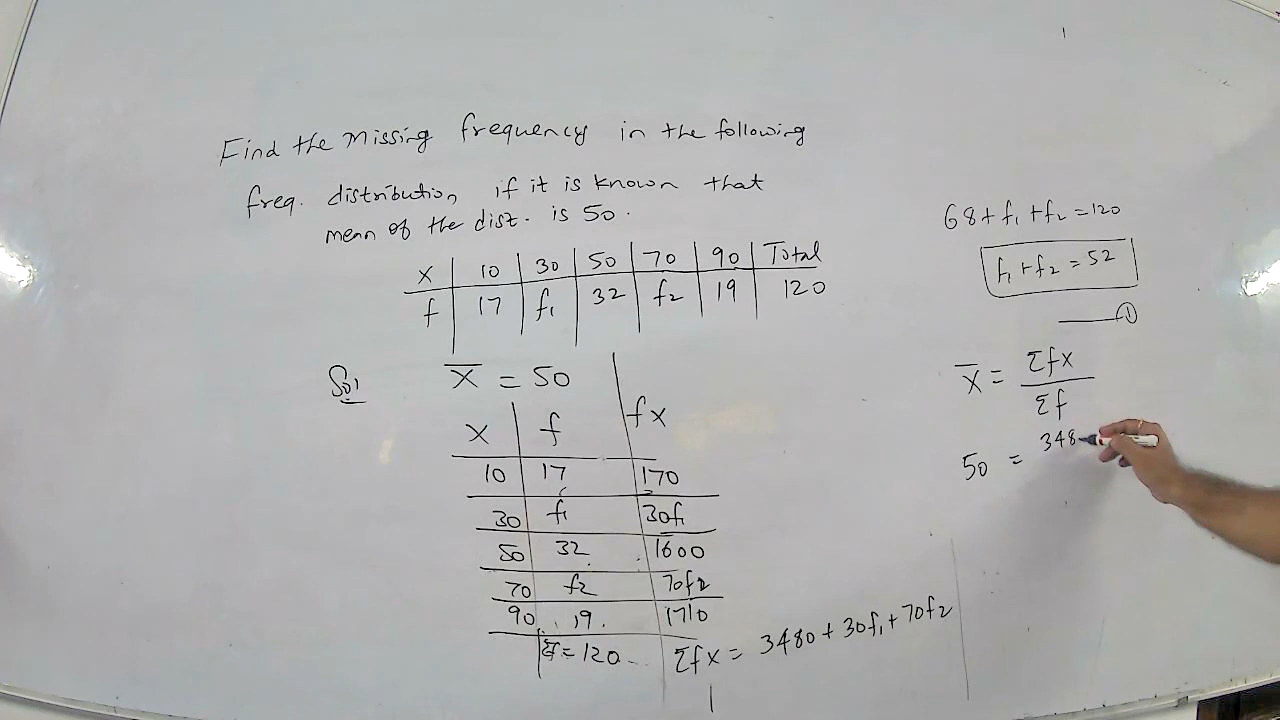 Find the Missing frequency in the following
freq. distribution, if it is known that
mean of the dist. is 50.
X 10 30 50 70 90 Total
f 17 f₁ 32 f₂ 19 120
Sol
X̅ = 50
X f fx
10 17 170
30 f₁ 30f₁
50 32 1600
70 f₂ 70f₂
90 19 1710
Σf = 120 Σfx = 3480 + 30f₁ + 70f₂
68 + f₁ + f₂ = 120
f₁ + f₂ = 52
①
X̅ = Σfx
Σf
50 = 348